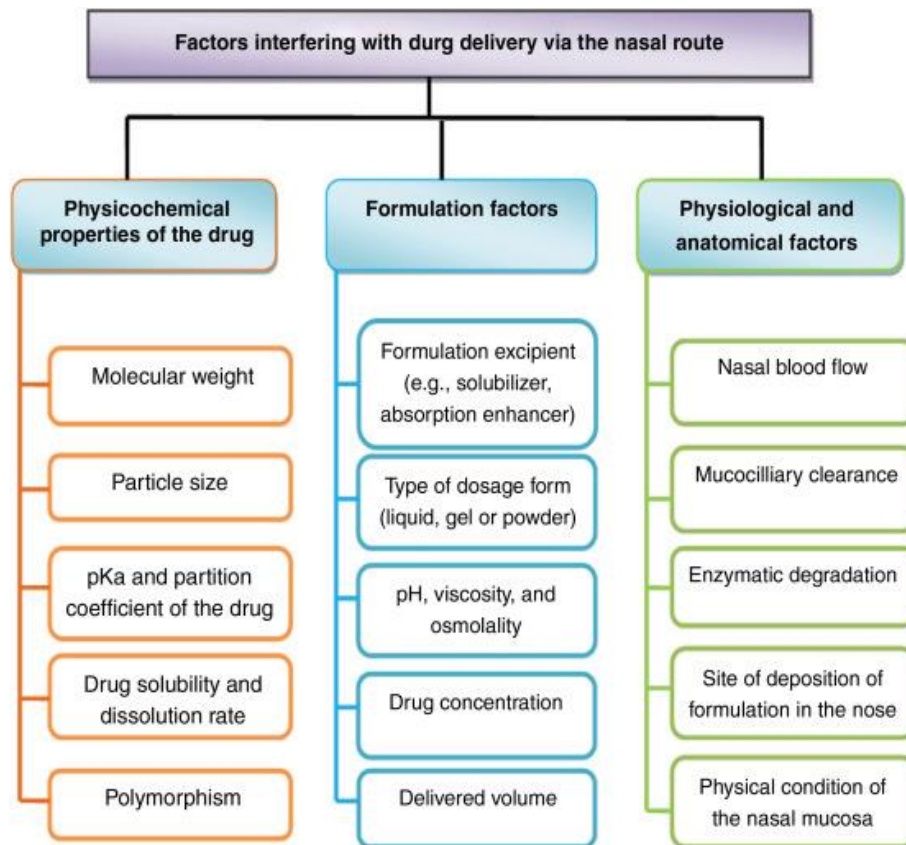 Factors interfering with durg delivery via the nasal route
Physicochemical
properties of the drug
Molecular weight
Particle size
pKa and partition
coefficient of the drug
Drug solubility and
dissolution rate
Polymorphism
Formulation factors
Formulation excipient
(e.g., solubilizer,
absorption enhancer)
Type of dosage form
(liquid, gel or powder)
pH, viscosity, and
osmolality
Drug concentration
Delivered volume
Physiological and
anatomical factors
Nasal blood flow
Mucocilliary clearance
Enzymatic degradation
Site of deposition of
formulation in the nose
Physical condition of
the nasal mucosa